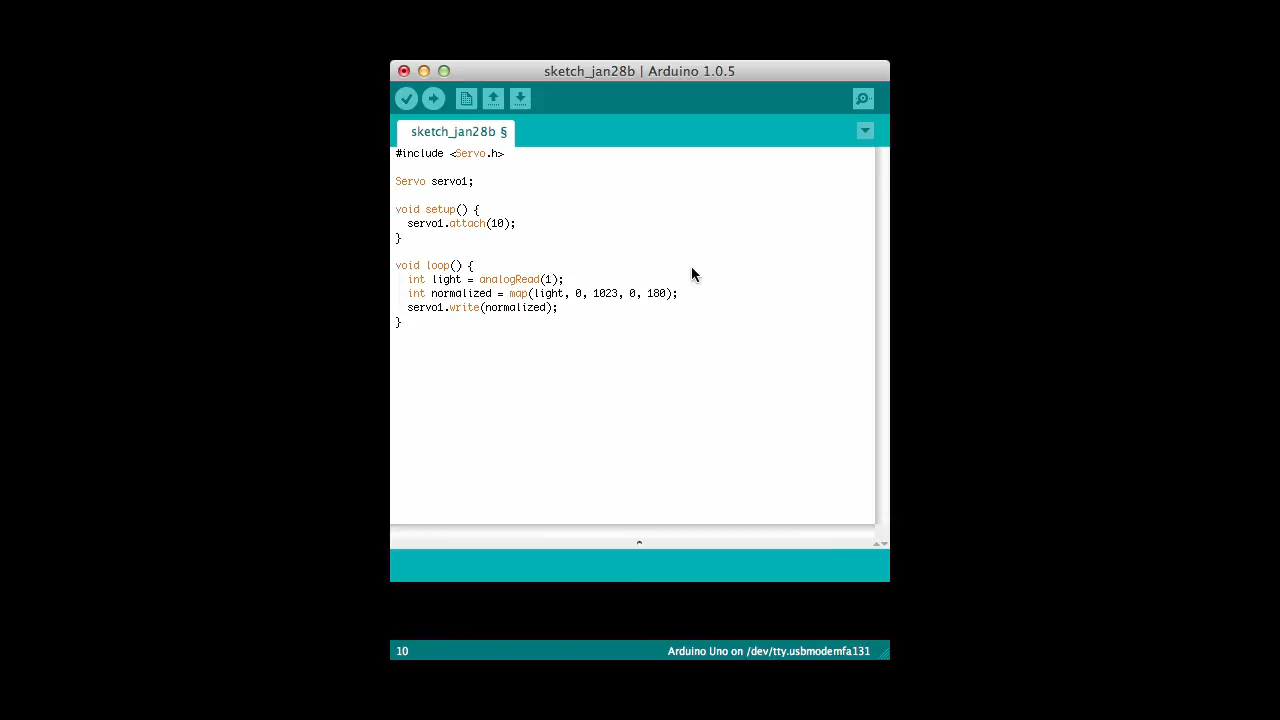 sketch_jan28b | Arduino 1.0.5
sketch_jan28b §
#include <Servo.h>
Servo servo1;
void setup() {
  servo1.attach(10);
}
void loop() {
  int light = analogRead(1);
  int normalized = map(light, 0, 1023, 0, 180);
  servo1.write(normalized);
}
10
Arduino Uno on /dev/tty.usbmodemfa131